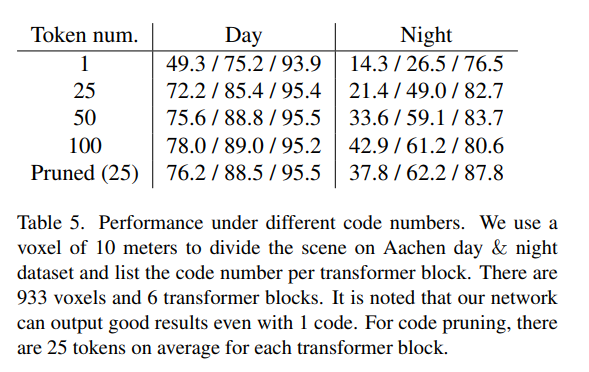 Token num. Day Night
1 49.3 / 75.2 / 93.9 14.3 / 26.5 / 76.5
25 72.2 / 85.4 / 95.4 21.4 / 49.0 / 82.7
50 75.6 / 88.8 / 95.5 33.6 / 59.1 / 83.7
100 78.0 / 89.0 / 95.2 42.9 / 61.2 / 80.6
Pruned (25) 76.2 / 88.5 / 95.5 37.8 / 62.2 / 87.8
Table 5. Performance under different code numbers. We use a
voxel of 10 meters to divide the scene on Aachen day & night
dataset and list the code number per transformer block. There are
933 voxels and 6 transformer blocks. It is noted that our network
can output good results even with 1 code. For code pruning, there
are 25 tokens on average for each transformer block.